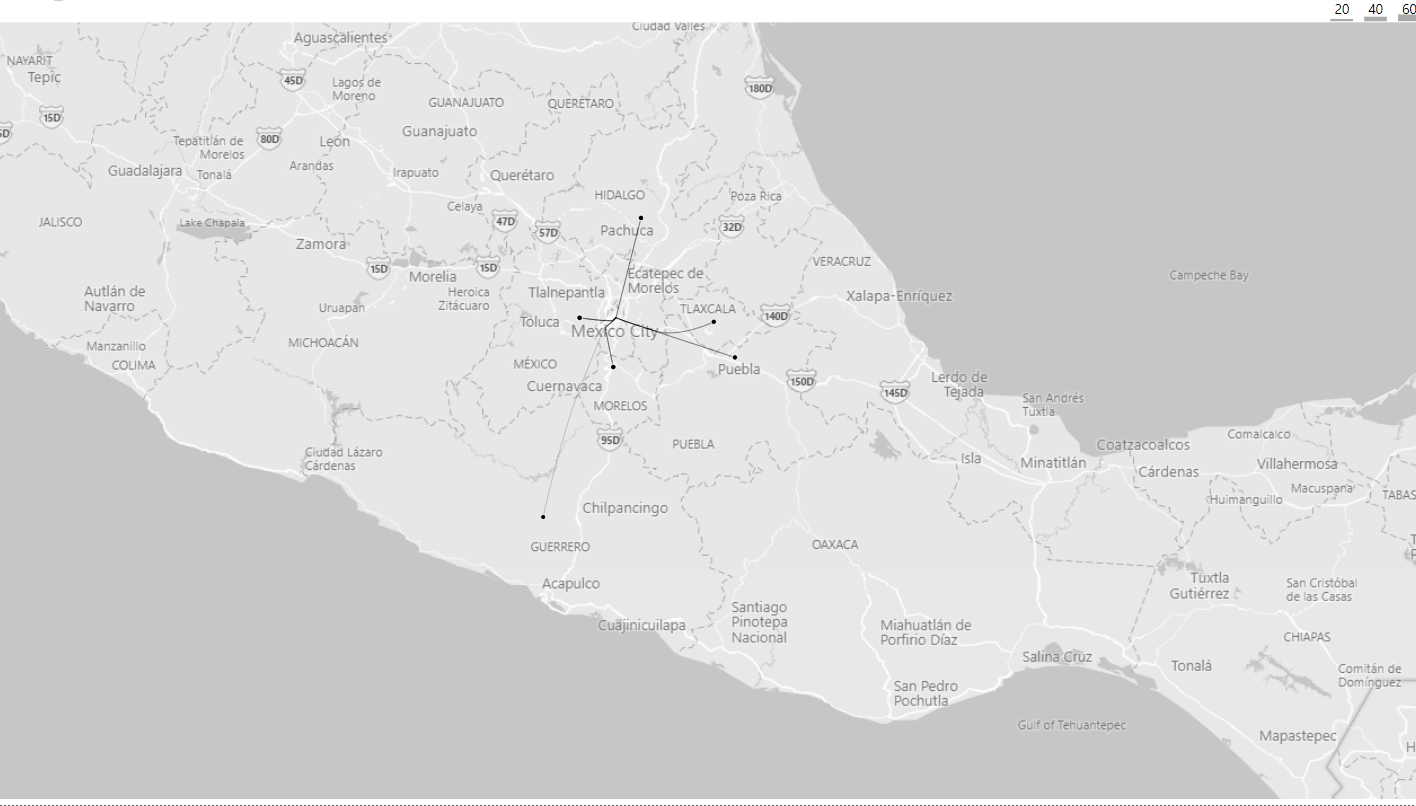 20 40 60
Ciudad Valles
Aguascalientes
NAYARIT
Tepic
45D
Lagos de
Moreno
180D
GUANAJUATO
QUERÉTARO
15D
5D
Guanajuato
80D
León
Tepatitlán de
Morelos
Guadalajara
Tonalá
Arandas
Irapuato
Querétaro
HIDALGO
Poza Rica
Celaya
JALISCO
Lake Chapala
47D
57D
Pachuca
32D
Zamora
15D
Morelia
15D
VERACRUZ
Campeche Bay
Ecatepec de
Morelos
Autlán de
Navarro
Heroica
Zitácuaro
Tlalnepantla
Xalapa-Enríquez
Uruapan
TLAXCALA
140D
Toluca
Mexico City
Manzanillo
MICHOACÁN
COLIMA
MÉXICO
Puebla
Cuernavaca
150D
145D
Lerdo de
Tejada
MORELOS
San Andrés
Tuxtla
95D
PUEBLA
Coatzacoalcos
Comalcalco
Ciudad Lázaro
Cárdenas
Isla
Minatitlán
Cárdenas
Villahermosa
Macuspana
TABAS
Huimanguillo
Chilpancingo
GUERRERO
OAXACA
T
P
Acapulco
Tuxtla
Gutiérrez
San Cristóbal
de las Casas
Cuajinicuilapa
Santiago
Pinotepa
Nacional
Miahuatlán de
Porfirio Díaz
CHIAPAS
Salina Cruz
Tonalá
Comitán de
Domínguez
San Pedro
Pochutla
Gulf of Tehuantepec
Mapastepec
H